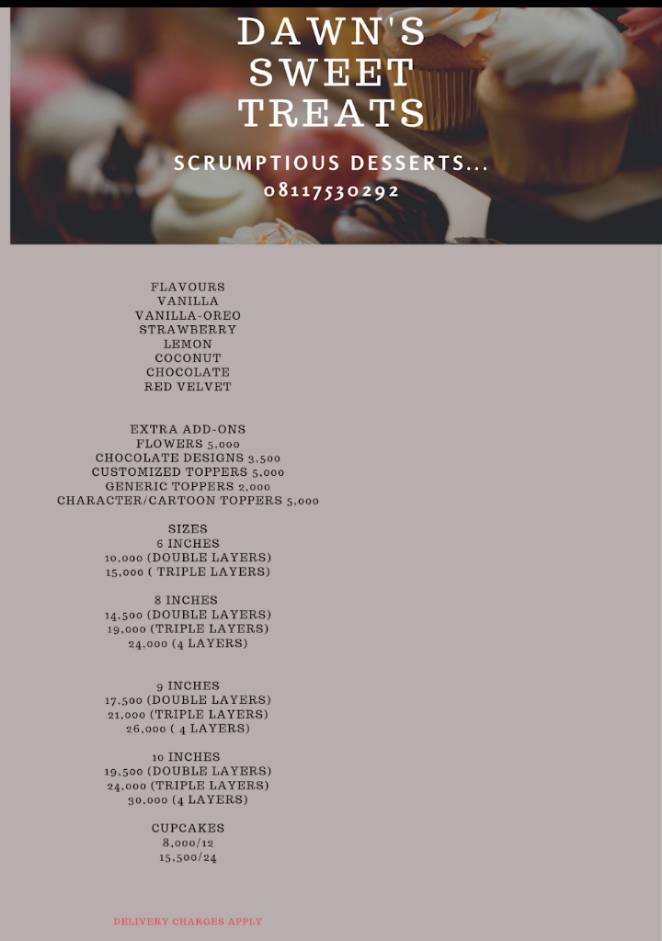 DAWN'S
SWEET
TREATS
SCRUMPTIOUS DESSERTS...
08117530292
FLAVOURS
VANILLA
VANILLA-OREO
STRAWBERRY
LEMON
COCONUT
CHOCOLATE
RED VELVET
EXTRA ADD-ONS
FLOWERS 5,000
CHOCOLATE DESIGNS 3,500
CUSTOMIZED TOPPERS 5,000
GENERIC TOPPERS 2,000
CHARACTER/CARTOON TOPPERS 5,000
SIZES
6 INCHES
10,000 (DOUBLE LAYERS)
15,000 ( TRIPLE LAYERS)
8 INCHES
14,500 (DOUBLE LAYERS)
19,000 (TRIPLE LAYERS)
24,000 (4 LAYERS)
9 INCHES
17,500 (DOUBLE LAYERS)
21,000 (TRIPLE LAYERS)
26,000 ( 4 LAYERS)
10 INCHES
19,500 (DOUBLE LAYERS)
24,000 (TRIPLE LAYERS)
30,000 (4 LAYERS)
CUPCAKES
8,000/12
15,500/24
DELIVERY CHARGES APPLY